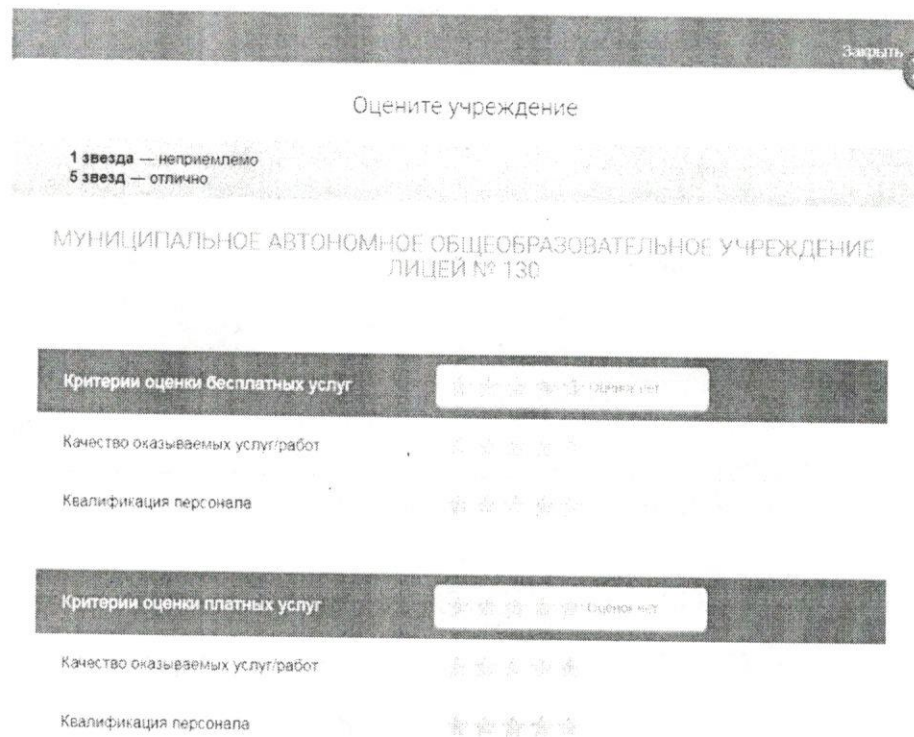 Закрыть
Оцените учреждение
1 звезда — неприемлемо
5 звезд — отлично
МУНИЦИПАЛЬНОЕ АВТОНОМНОЕ ОБЩЕОБРАЗОВАТЕЛЬНОЕ УЧРЕЖДЕНИЕ
ЛИЦЕЙ № 130
Критерии оценки бесплатных услуг Оценок нет
Качество оказываемых услуг/работ
Квалификация персонала
Критерии оценки платных услуг Оценок нет
Качество оказываемых услуг/работ
Квалификация персонала